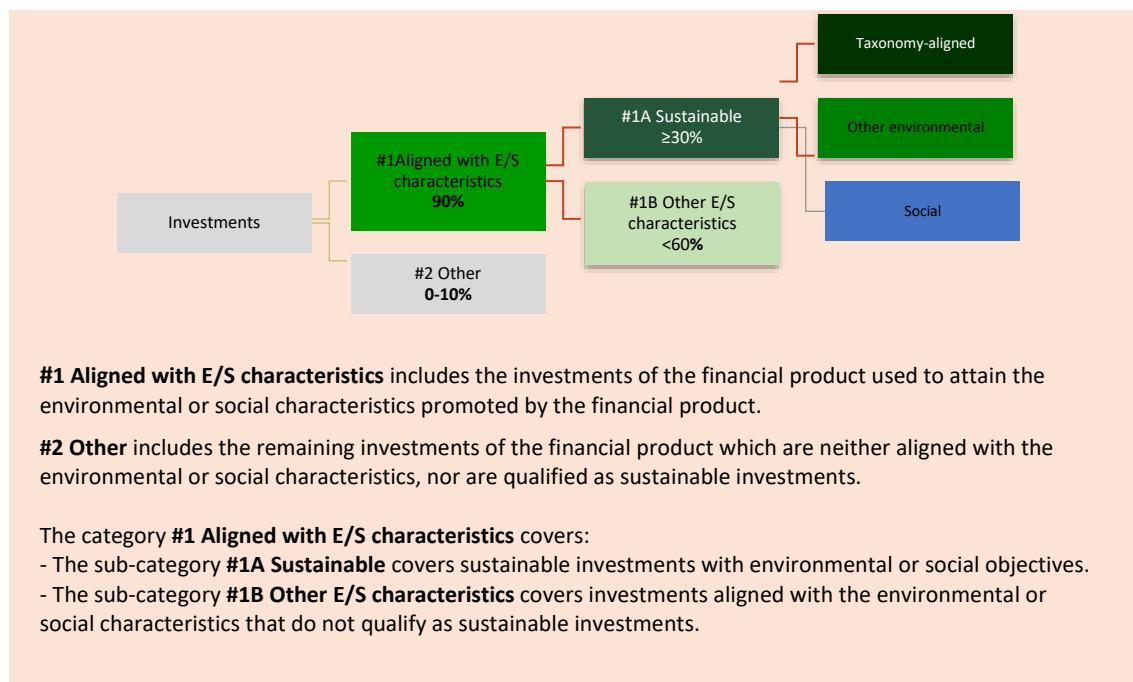 Taxonomy-aligned
#1A Sustainable
≥30%
Other environmental
#1Aligned with E/S
characteristics
90%
#1B Other E/S
characteristics
<60%
Social
Investments
#2 Other
0-10%
#1 Aligned with E/S characteristics includes the investments of the financial product used to attain the
environmental or social characteristics promoted by the financial product.
#2 Other includes the remaining investments of the financial product which are neither aligned with the
environmental or social characteristics, nor are qualified as sustainable investments.
The category #1 Aligned with E/S characteristics covers:
- The sub-category #1A Sustainable covers sustainable investments with environmental or social objectives.
- The sub-category #1B Other E/S characteristics covers investments aligned with the environmental or
social characteristics that do not qualify as sustainable investments.